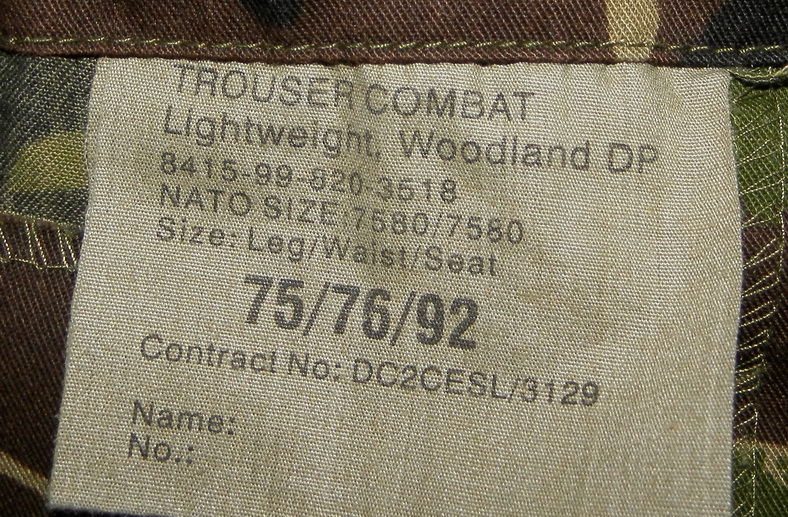 TROUSER COMBAT
Lightweight, Woodland DP
8415-99-820-3518
NATO SIZE:7580/7580
Size: Leg/Waist/Seat
75/76/92
Contract No: DC2CESL/3129
Name:
No.: